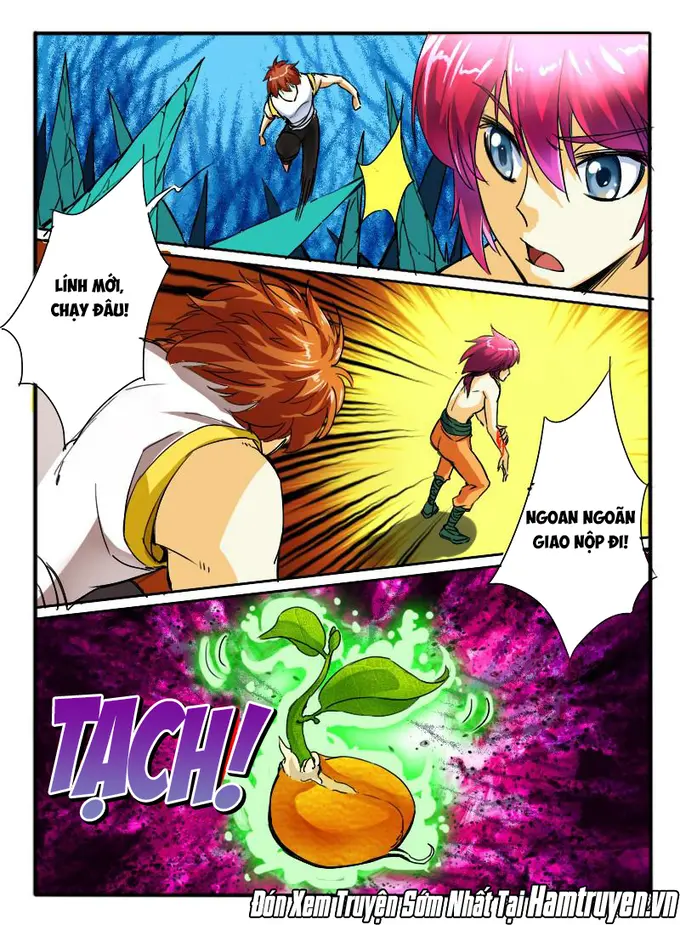 LÍNH MỚI,
CHẠY ĐÂU!
NGOAN NGOÃN
GIAO NỘP ĐI!
TẠCH!
Đón Xem Truyện Sớm Nhất Tại Hamtruyen.vn